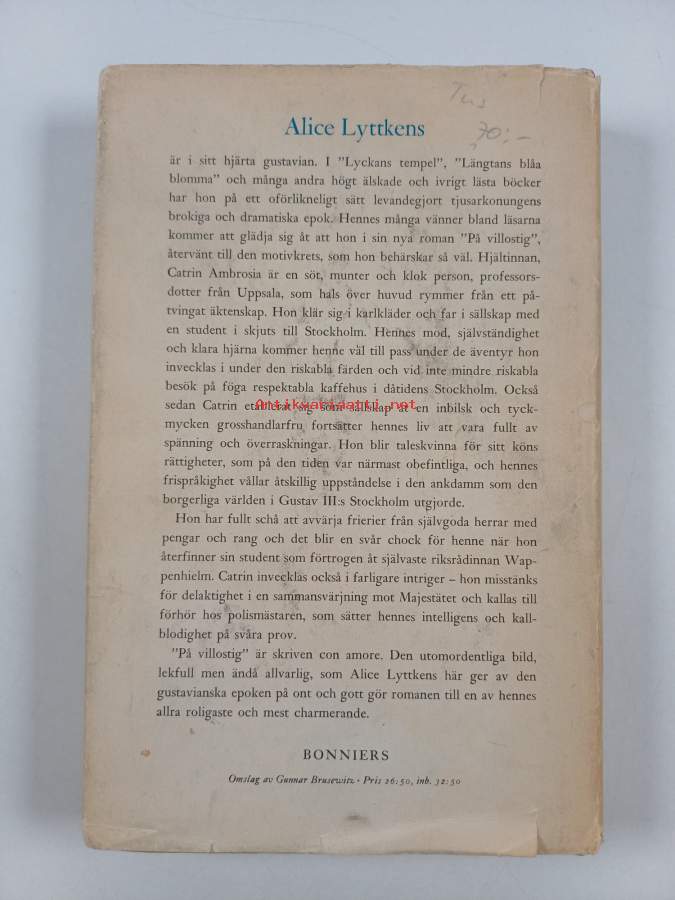 Tus
70:-
Alice Lyttkens
är i sitt hjärta gustavian. I "Lyckans tempel", "Längtans blåa
blomma" och många andra högt älskade och ivrigt lästa böcker
har hon på ett oförlikneligt sätt levandegjort tjusarkonungens
brokiga och dramatiska epok. Hennes många vänner bland läsarna
kommer att glädja sig åt att hon i sin nya roman "På villostig",
återvänt till den motivkrets, som hon behärskar så väl. Hjältinnan,
Catrin Ambrosia är en söt, munter och klok person, professors-
dotter från Uppsala, som hals över huvud rymmer från ett på-
tvingat äktenskap. Hon klär sig i karlkläder och far i sällskap med
en student i skjuts till Stockholm. Hennes mod, självständighet
och klara hjärna kommer henne väl till pass under de äventyr hon
invecklas i under den riskabla färden och vid inte mindre riskabla
besök på föga respektabla kaffehus i dåtidens Stockholm. Också
sedan Catrin etablerat sig som sällskap åt en inbilsk och tyck-
Antikvariaatti.net
mycken grosshandlarfru fortsätter hennes liv att vara fullt av
spänning och överraskningar. Hon blir taleskvinna för sitt köns
rättigheter, som på den tiden var närmast obefintliga, och hennes
frispråkighet vållar åtskillig uppståndelse i den ankdamm som den
borgerliga världen i Gustav III:s Stockholm utgjorde.
Hon har fullt schå att avvärja frierier från självgoda herrar med
pengar och rang och det blir en svår chock för henne när hon
återfinner sin student som förtrogen åt självaste riksrådinnan Wap-
penhielm. Catrin invecklas också i farligare intriger – hon misstänks
för delaktighet i en sammansvärjning mot Majestätet och kallas till
förhör hos polismästaren, som sätter hennes intelligens och kall-
blodighet på svåra prov.
"På villostig" är skriven con amore. Den utomordentliga bild,
lekfull men ändå allvarlig, som Alice Lyttkens här ger av den
gustavianska epoken på ont och gott gör romanen till en av hennes
allra roligaste och mest charmerande.
BONNIERS
Omslag av Gunnar Brusewitz · Pris 26:50, inb. 32:50